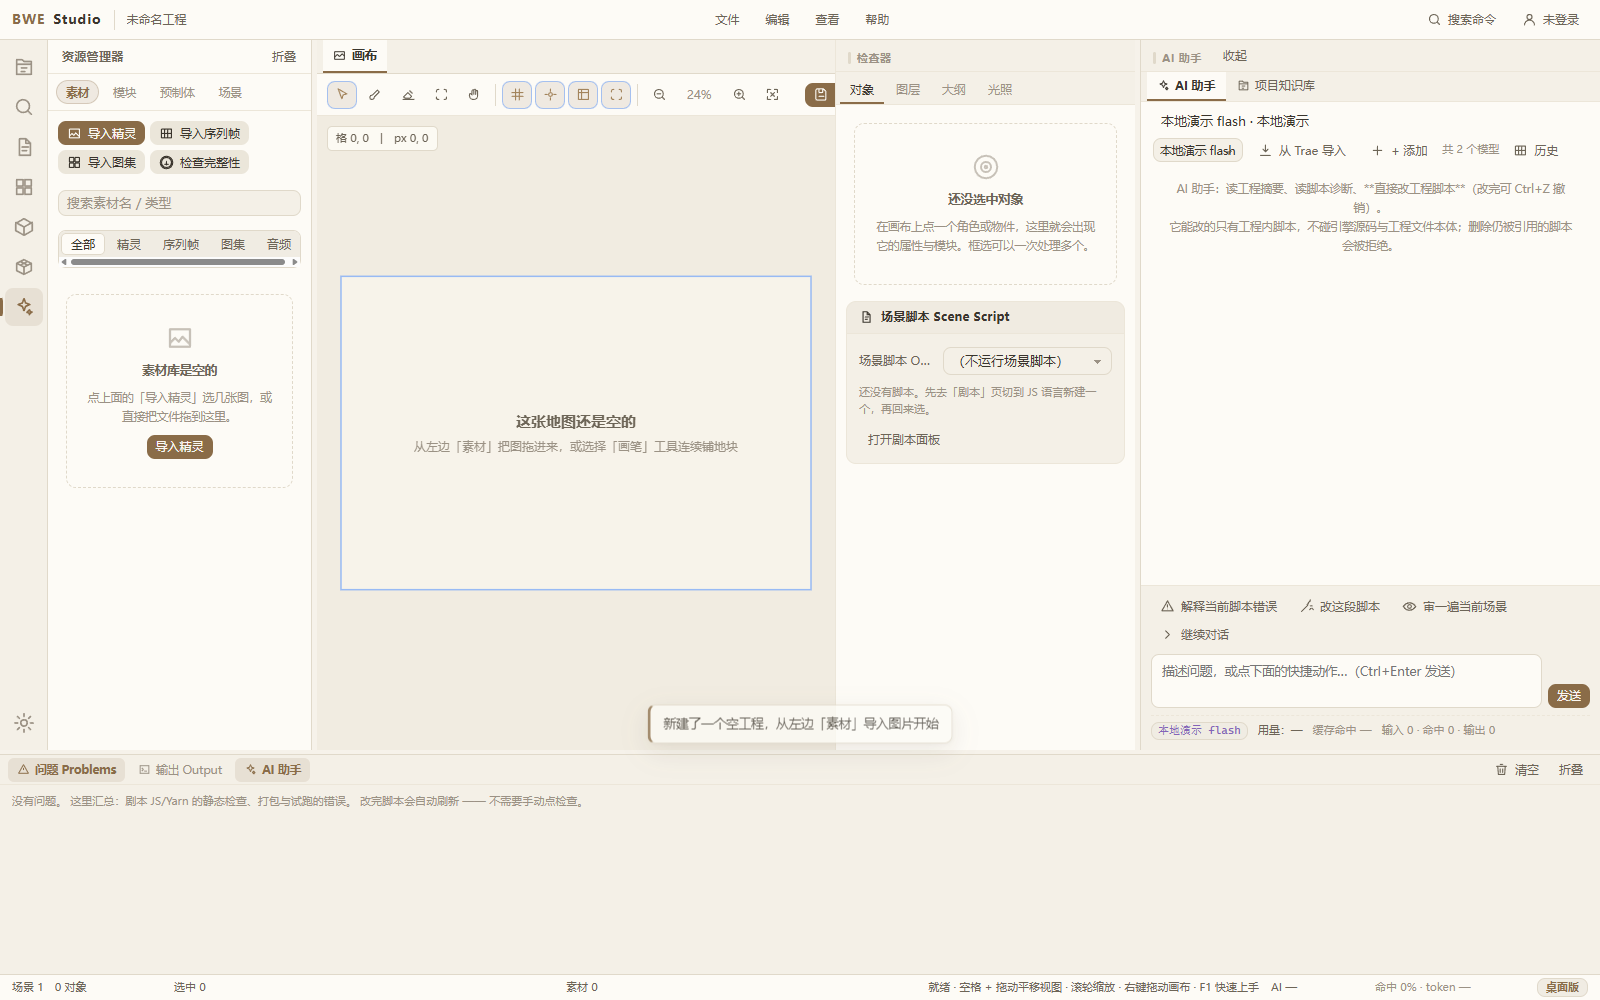 BWE Studio 未命名工程 文件 编辑 查看 帮助 搜索命令 未登录
资源管理器 折叠
素材 模块 预制体 场景
导入精灵 导入序列帧
导入图集 检查完整性
搜索素材名 / 类型
全部 精灵 序列帧 图集 音频
素材库是空的
点上面的「导入精灵」选几张图，或
直接把文件拖到这里。
导入精灵
画布
24%
格 0, 0 | px 0, 0
这张地图还是空的
从左边「素材」把图拖进来，或选择「画笔」工具连续铺地块
检查器
对象 图层 大纲 光照
还没选中对象
在画布上点一个角色或物件，这里就会出现
它的属性与模块。框选可以一次处理多个。
场景脚本 Scene Script
场景脚本 O... （不运行场景脚本）
还没有脚本。先去「剧本」页切到 JS 语言新建一
个，再回来选。
打开剧本面板
AI 助手 收起
AI 助手 项目知识库
本地演示 flash · 本地演示
本地演示 flash 从 Trae 导入 + 添加 共 2 个模型 历史
AI 助手：读工程摘要、读脚本诊断、**直接改工程脚本**（改完可 Ctrl+Z 撤
销）。
它能改的只有工程内脚本，不碰引擎源码与工程文件本体；删除仍被引用的脚本
会被拒绝。
解释当前脚本错误 改这段脚本 审一遍当前场景
继续对话
描述问题，或点下面的快捷动作...（Ctrl+Enter 发送）
发送
本地演示 flash 用量：— 缓存命中 — 输入 0 · 命中 0 · 输出 0
新建了一个空工程，从左边「素材」导入图片开始
问题 Problems 输出 Output AI 助手 清空 折叠
没有问题。 这里汇总：剧本 JS/Yarn 的静态检查、打包与试跑的错误。 改完脚本会自动刷新 —— 不需要手动点检查。
场景 1 0 对象 选中 0 素材 0 就绪 · 空格 + 拖动平移视图 · 滚轮缩放 · 右键拖动画布 · F1 快速上手 AI — 命中 0% · token — 桌面版